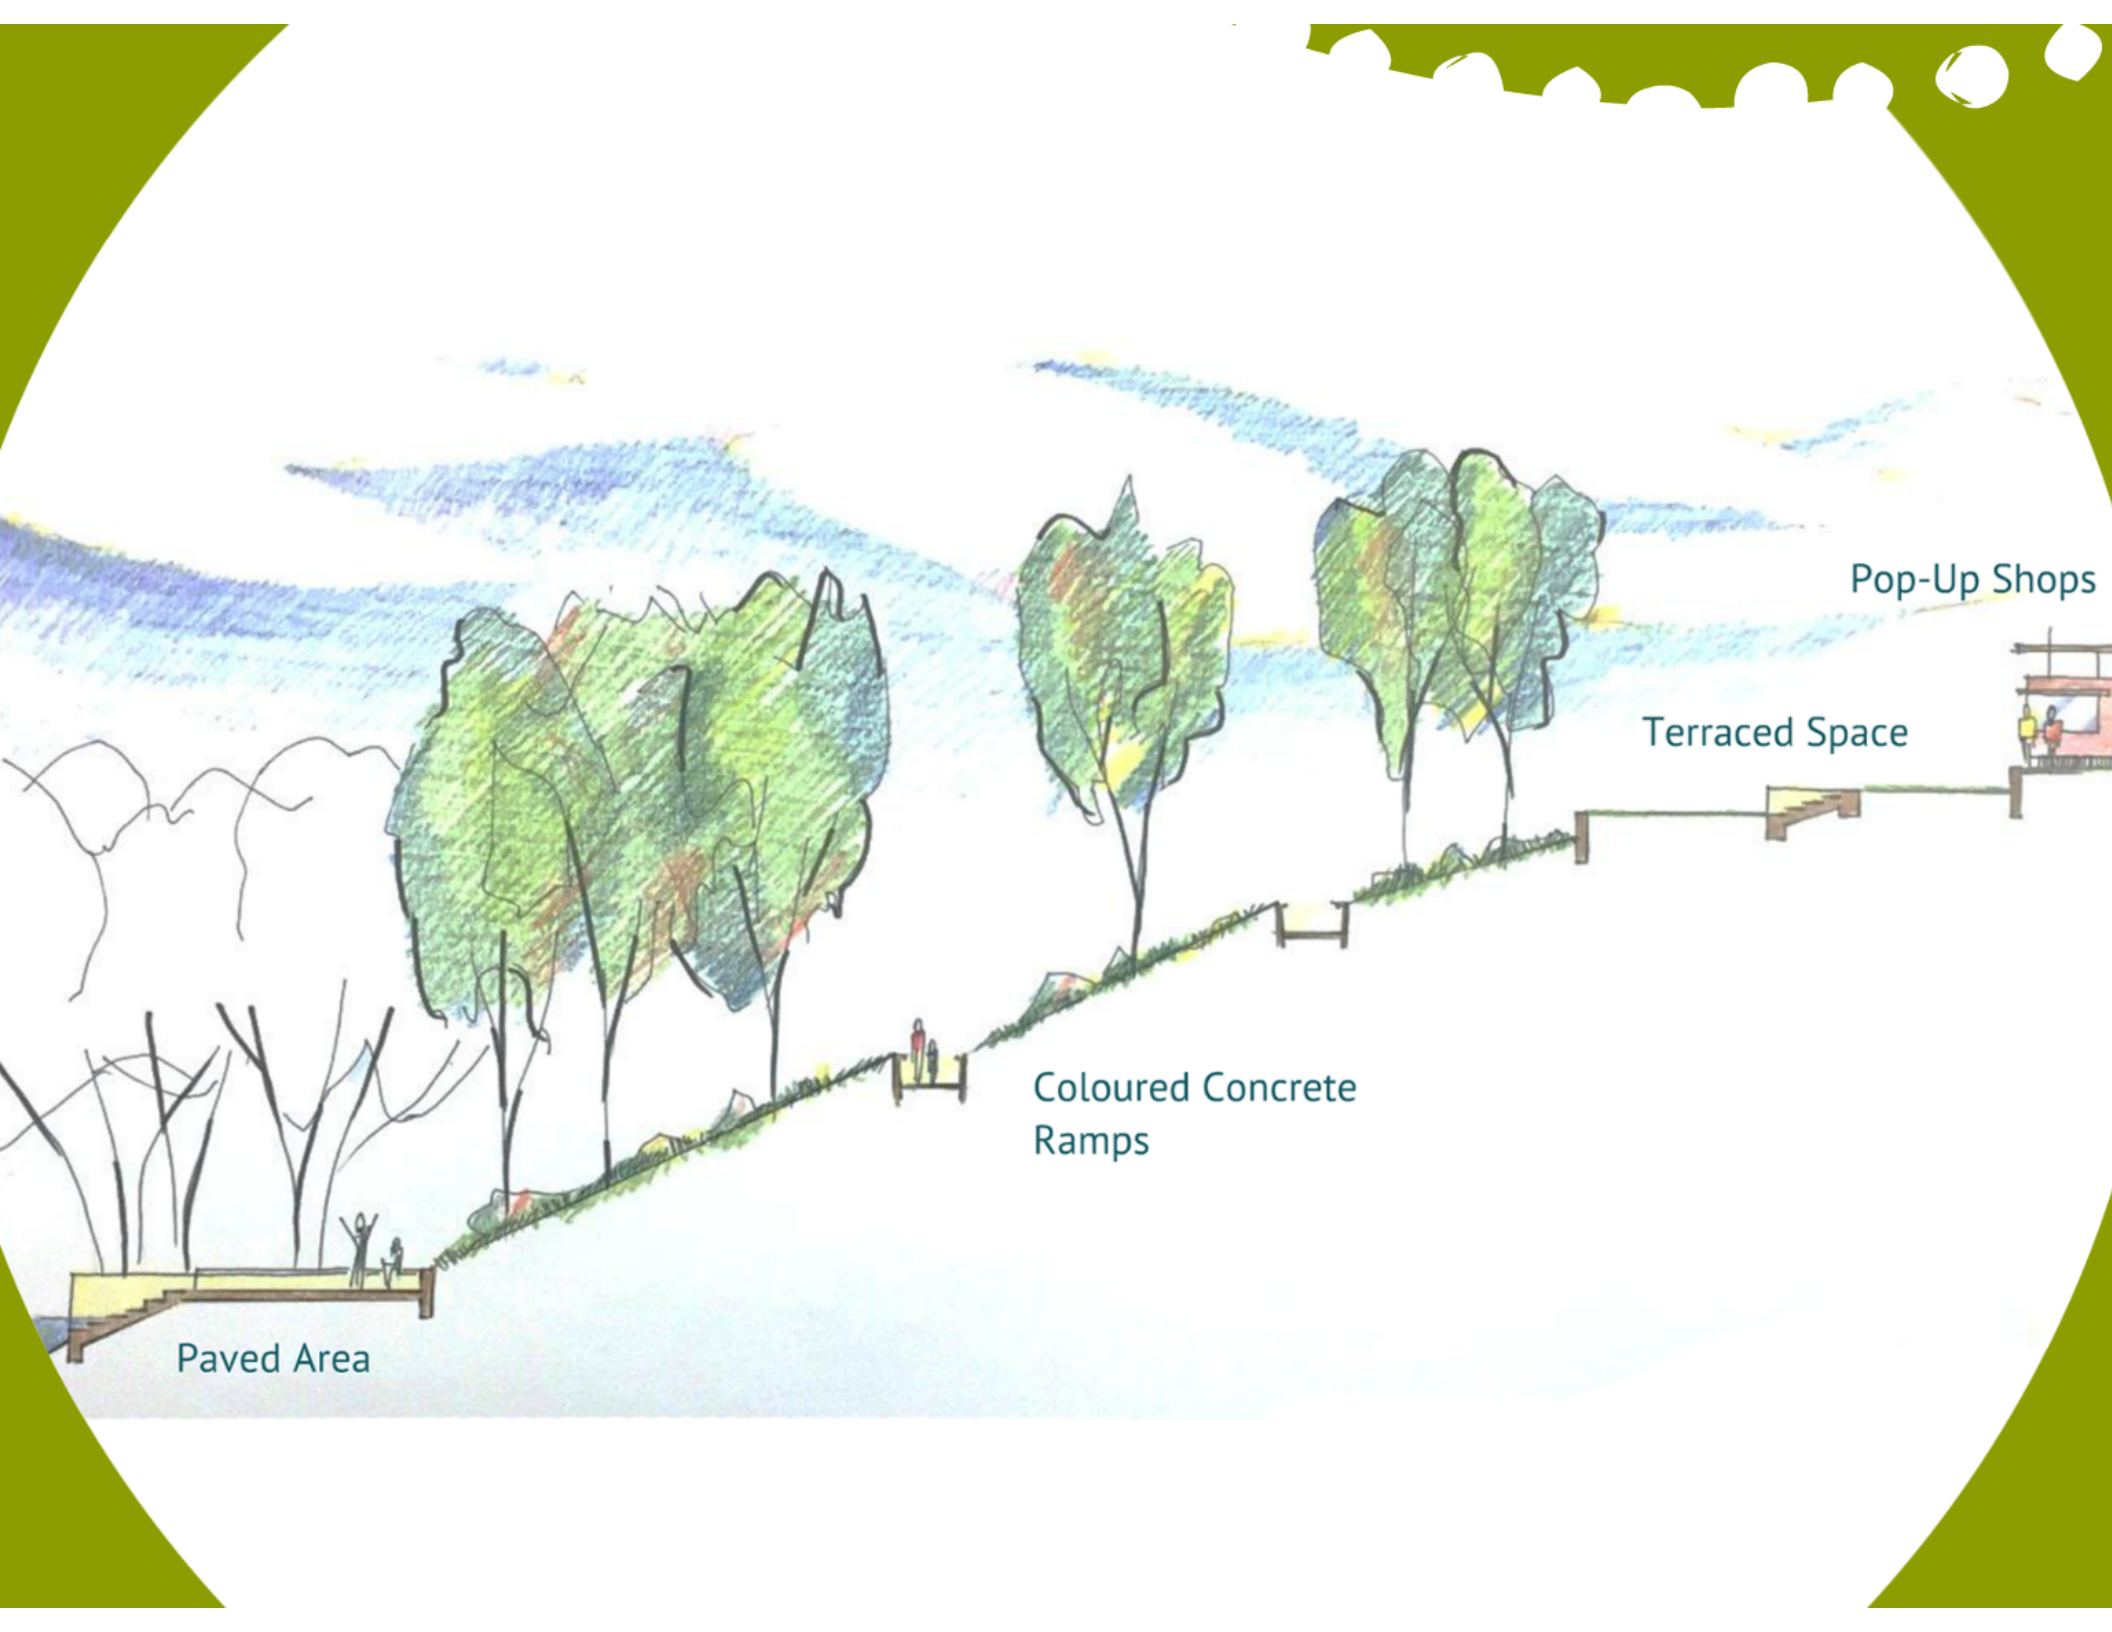 Pop-Up Shops
Terraced Space
Coloured Concrete
Ramps
Paved Area